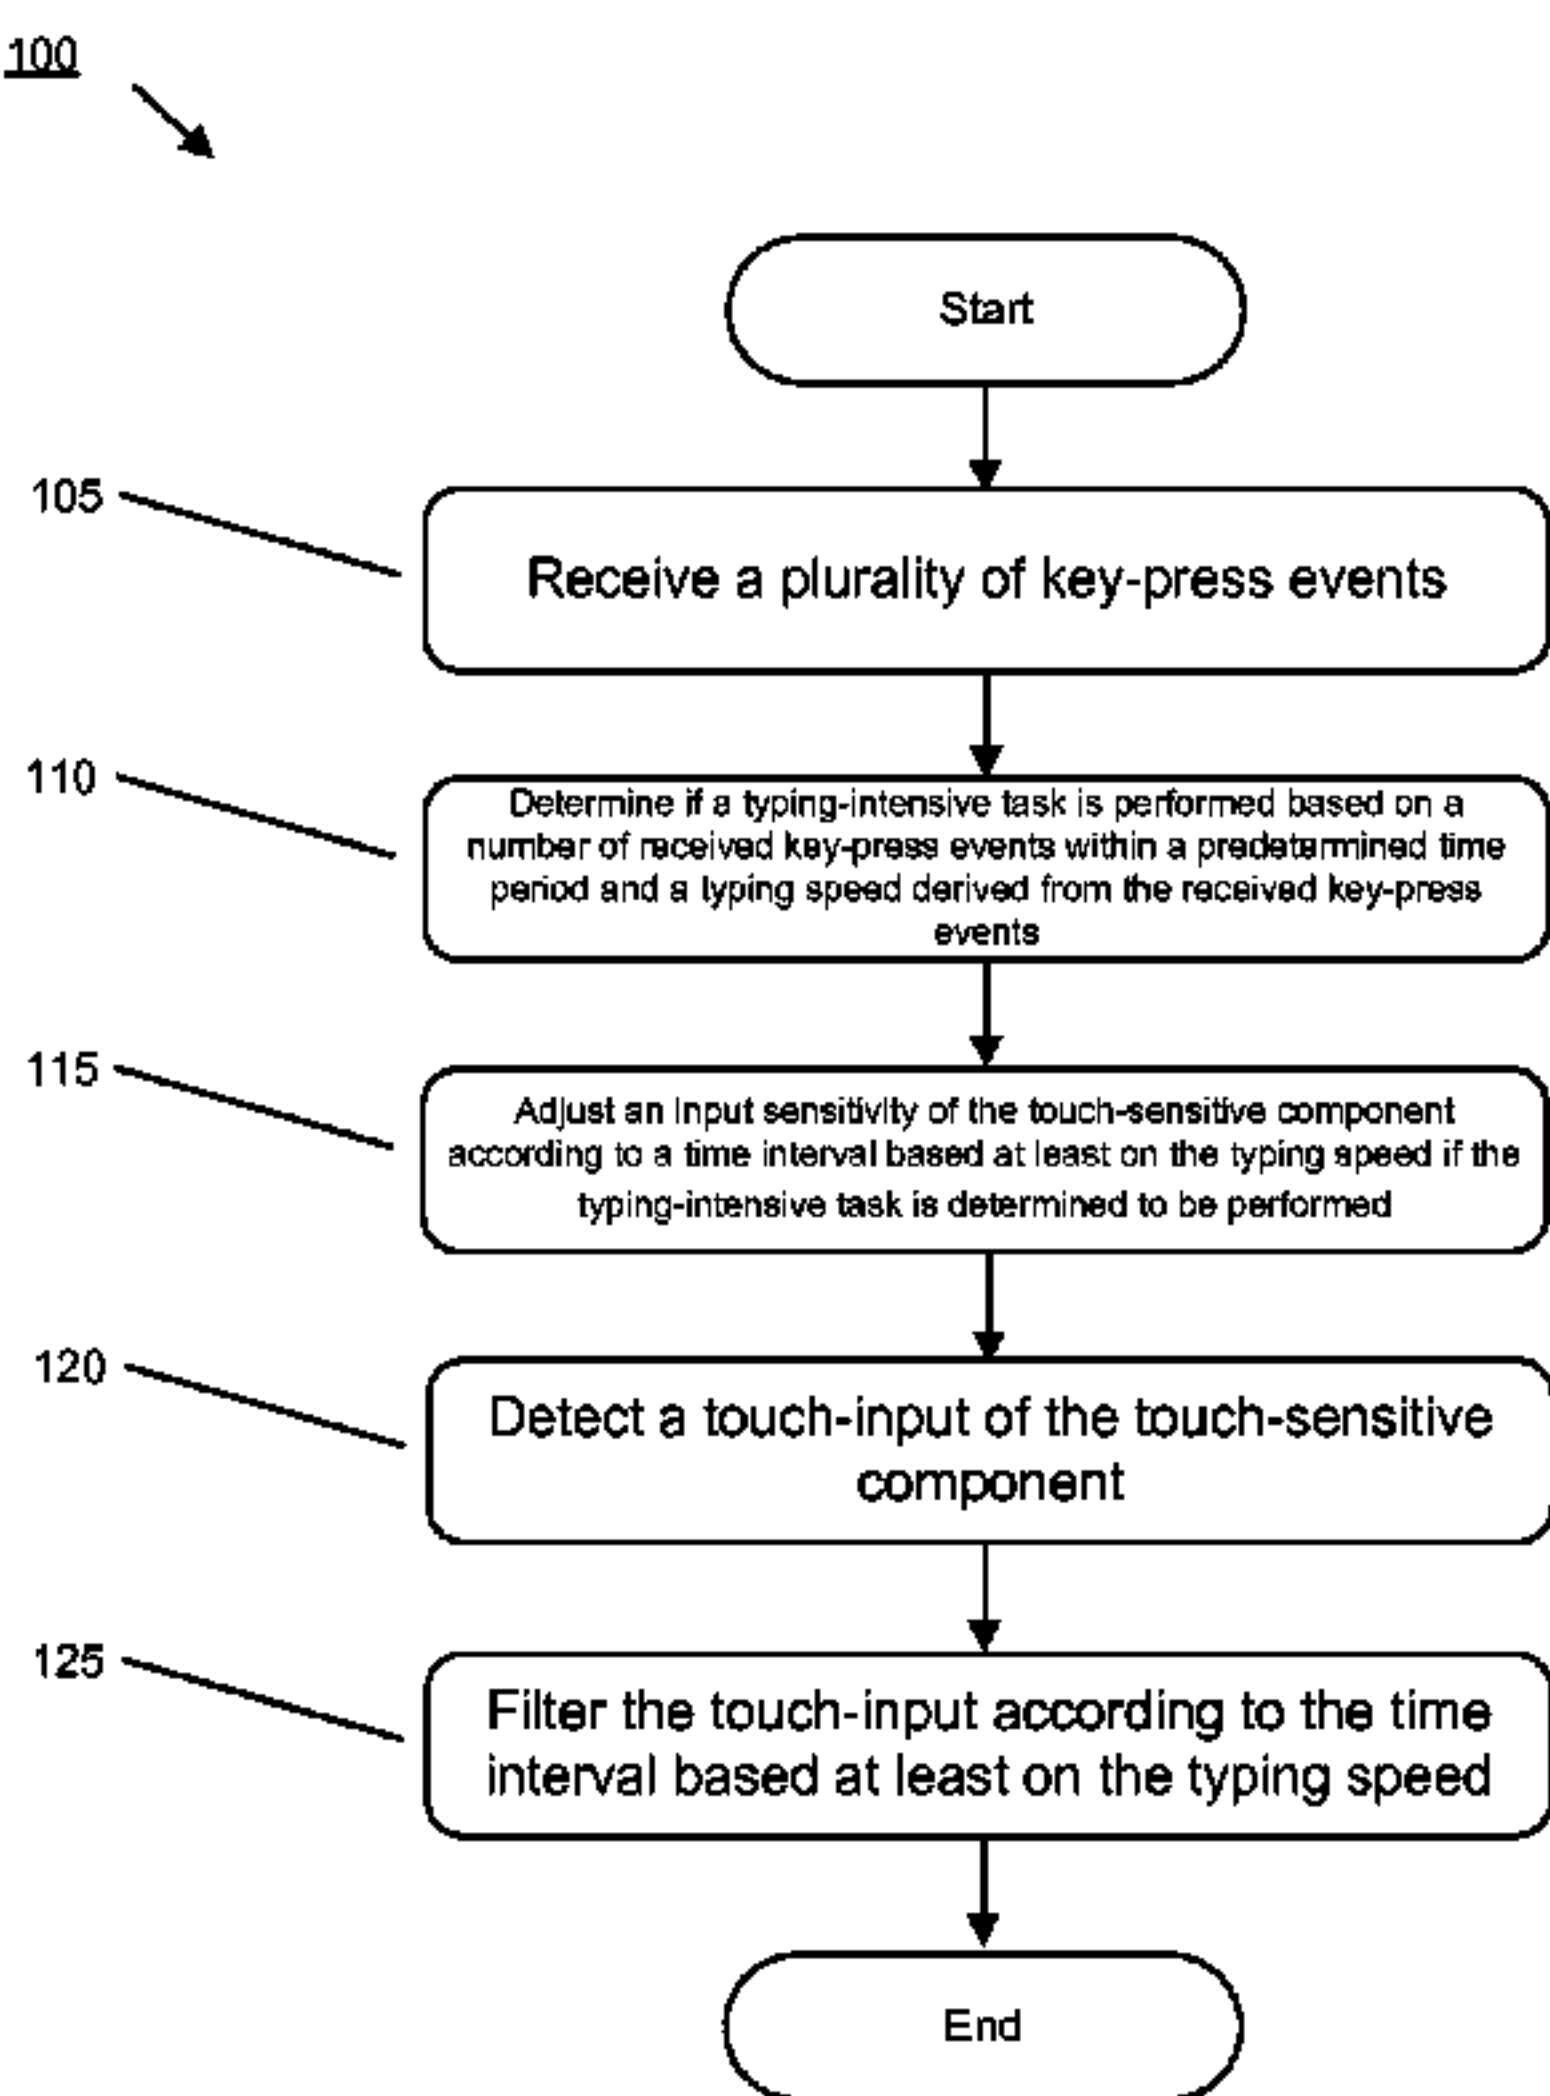 100
Start
105
Receive a plurality of key-press events
110
Determine if a typing-intensive task is performed based on a
number of received key-press events within a predetermined time
period and a typing speed derived from the received key-press
events
115
Adjust an input sensitivity of the touch-sensitive component
according to a time interval based at least on the typing speed if the
typing-intensive task is determined to be performed
120
Detect a touch-input of the touch-sensitive
component
125
Filter the touch-input according to the time
interval based at least on the typing speed
End